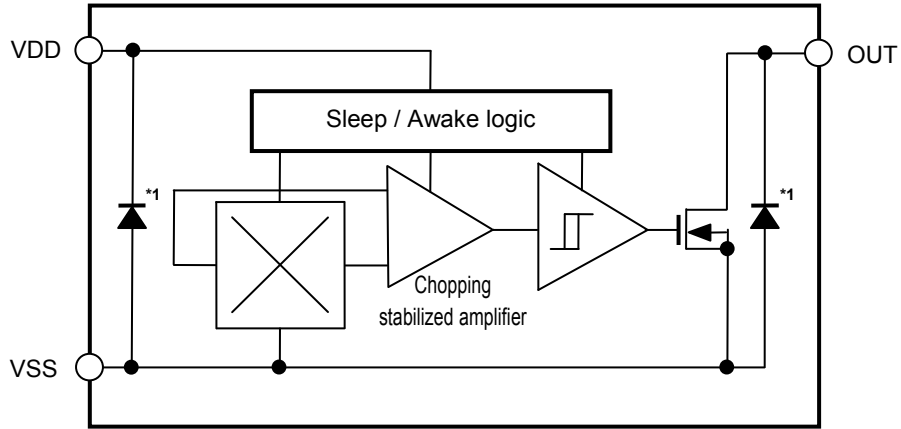 VDD
OUT
Sleep / Awake logic
*1
*1
Chopping
stabilized amplifier
VSS